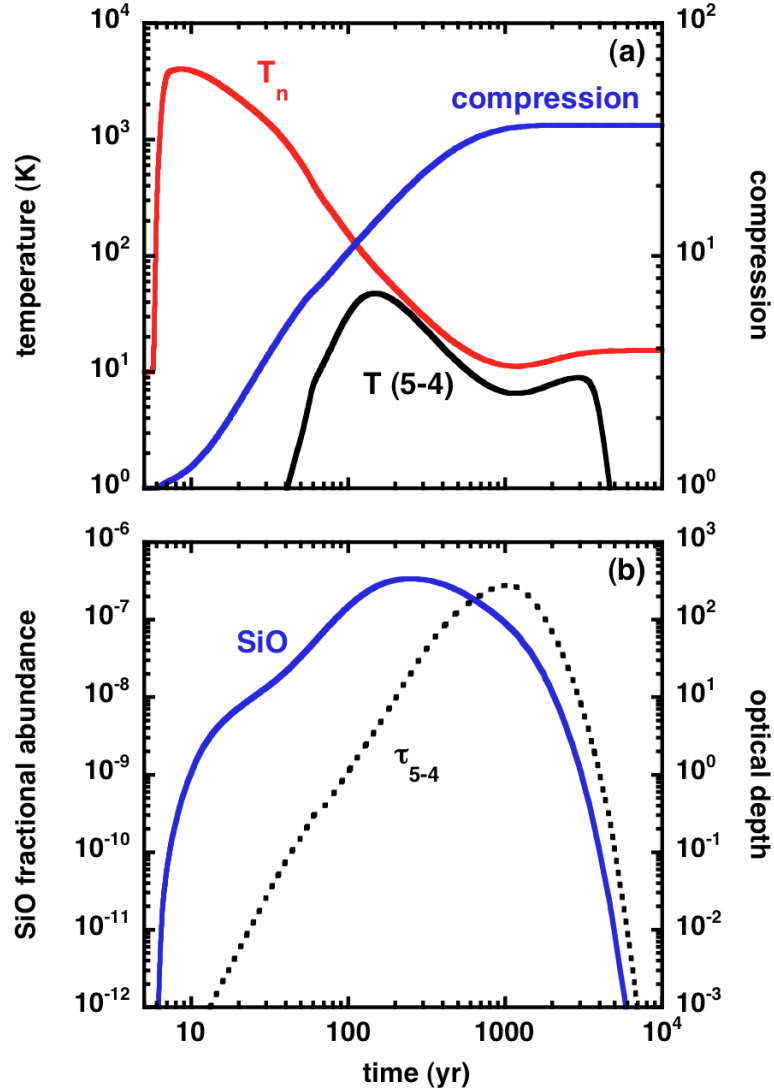 (a)
T_n
compression
T (5-4)
temperature (K)
10^4
10^3
10^2
10^1
10^0
compression
10^2
10^1
10^0
(b)
SiO
τ_5-4
SiO fractional abundance
10^-6
10^-7
10^-8
10^-9
10^-10
10^-11
10^-12
optical depth
10^3
10^2
10^1
10^0
10^-1
10^-2
10^-3
10
100
1000
10^4
time (yr)